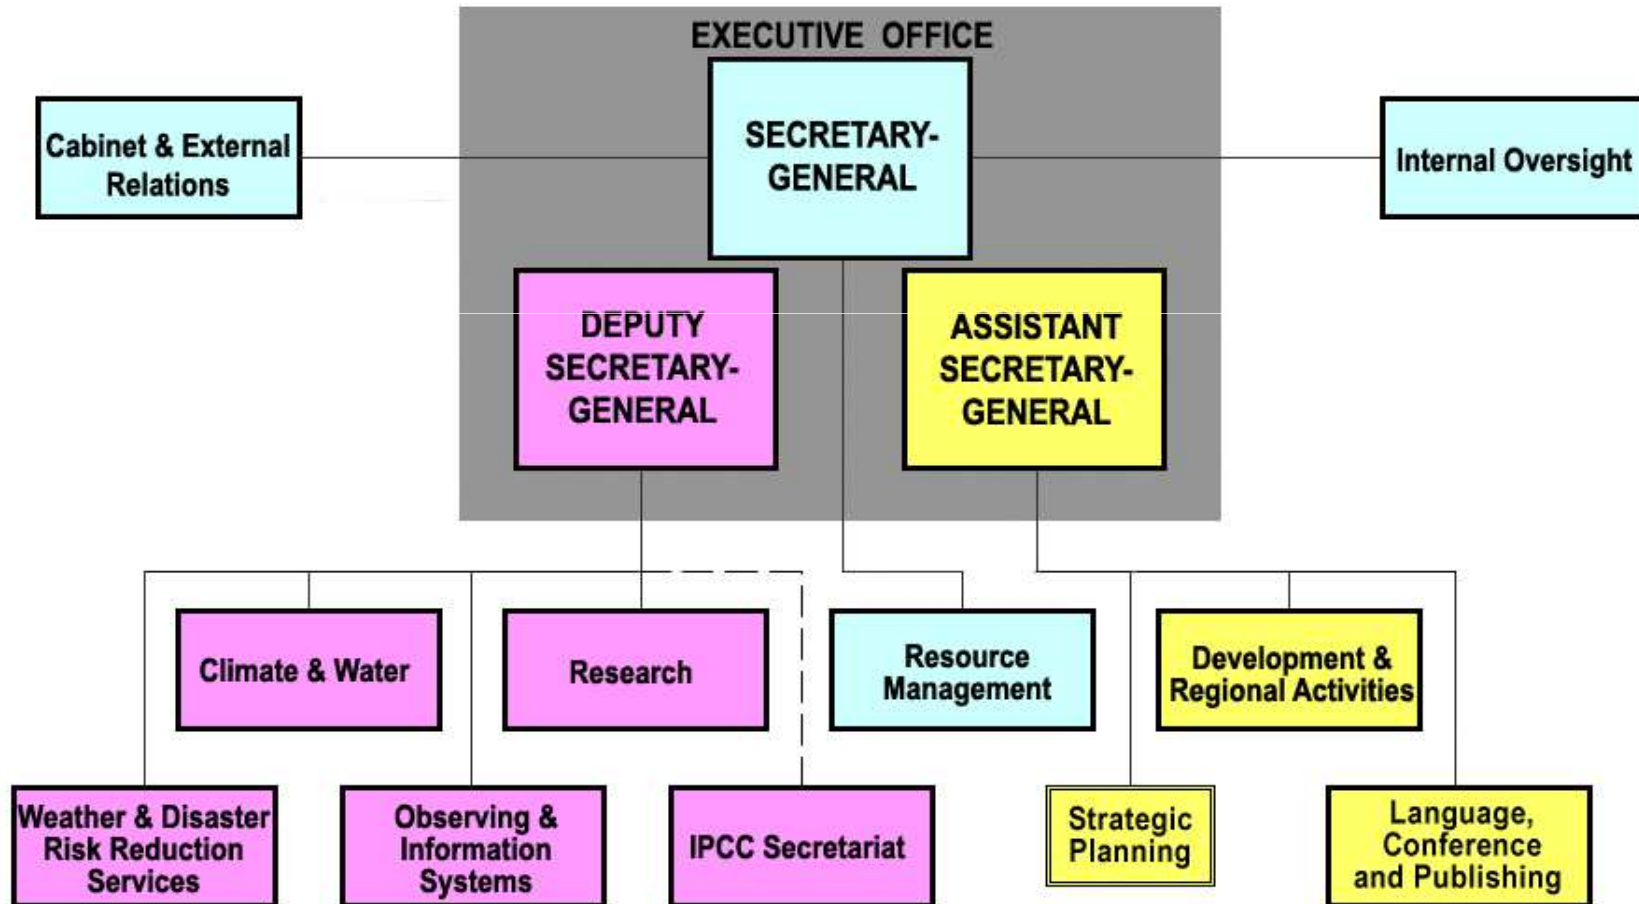 EXECUTIVE OFFICE
Cabinet & External
Relations
SECRETARY-
GENERAL
Internal Oversight
DEPUTY
SECRETARY-
GENERAL
ASSISTANT
SECRETARY-
GENERAL
Climate & Water
Research
Resource
Management
Development &
Regional Activities
Weather & Disaster
Risk Reduction
Services
Observing &
Information
Systems
IPCC Secretariat
Strategic
Planning
Language,
Conference
and Publishing